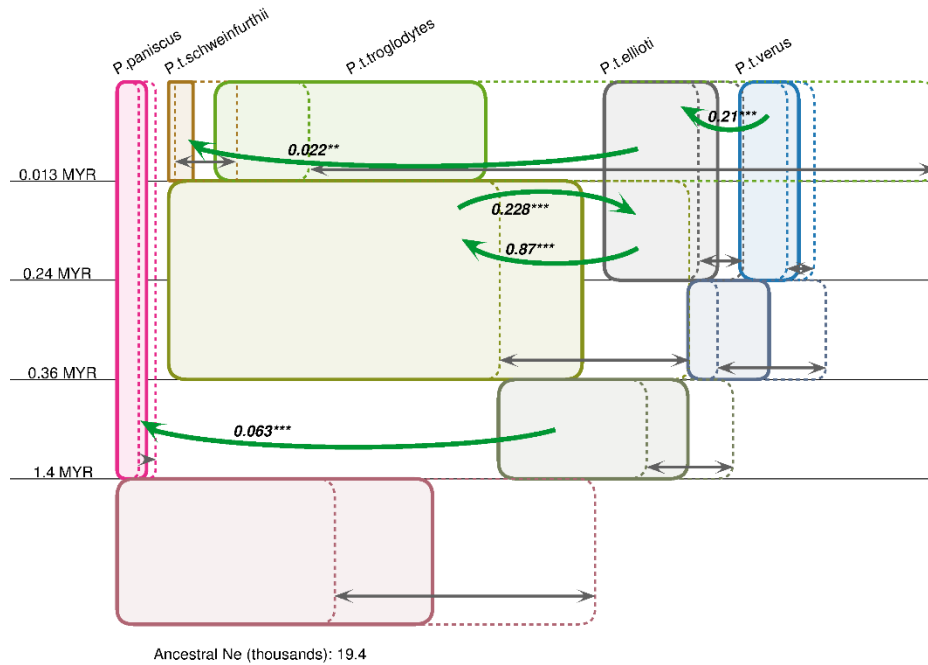 P.paniscus
P.t.schweinfurthii
P.t.troglodytes
P.t.ellioti
P.t.verus
0.21***
0.022**
0.013 MYR
0.228***
0.87***
0.24 MYR
0.36 MYR
0.063***
1.4 MYR
Ancestral Ne (thousands): 19.4